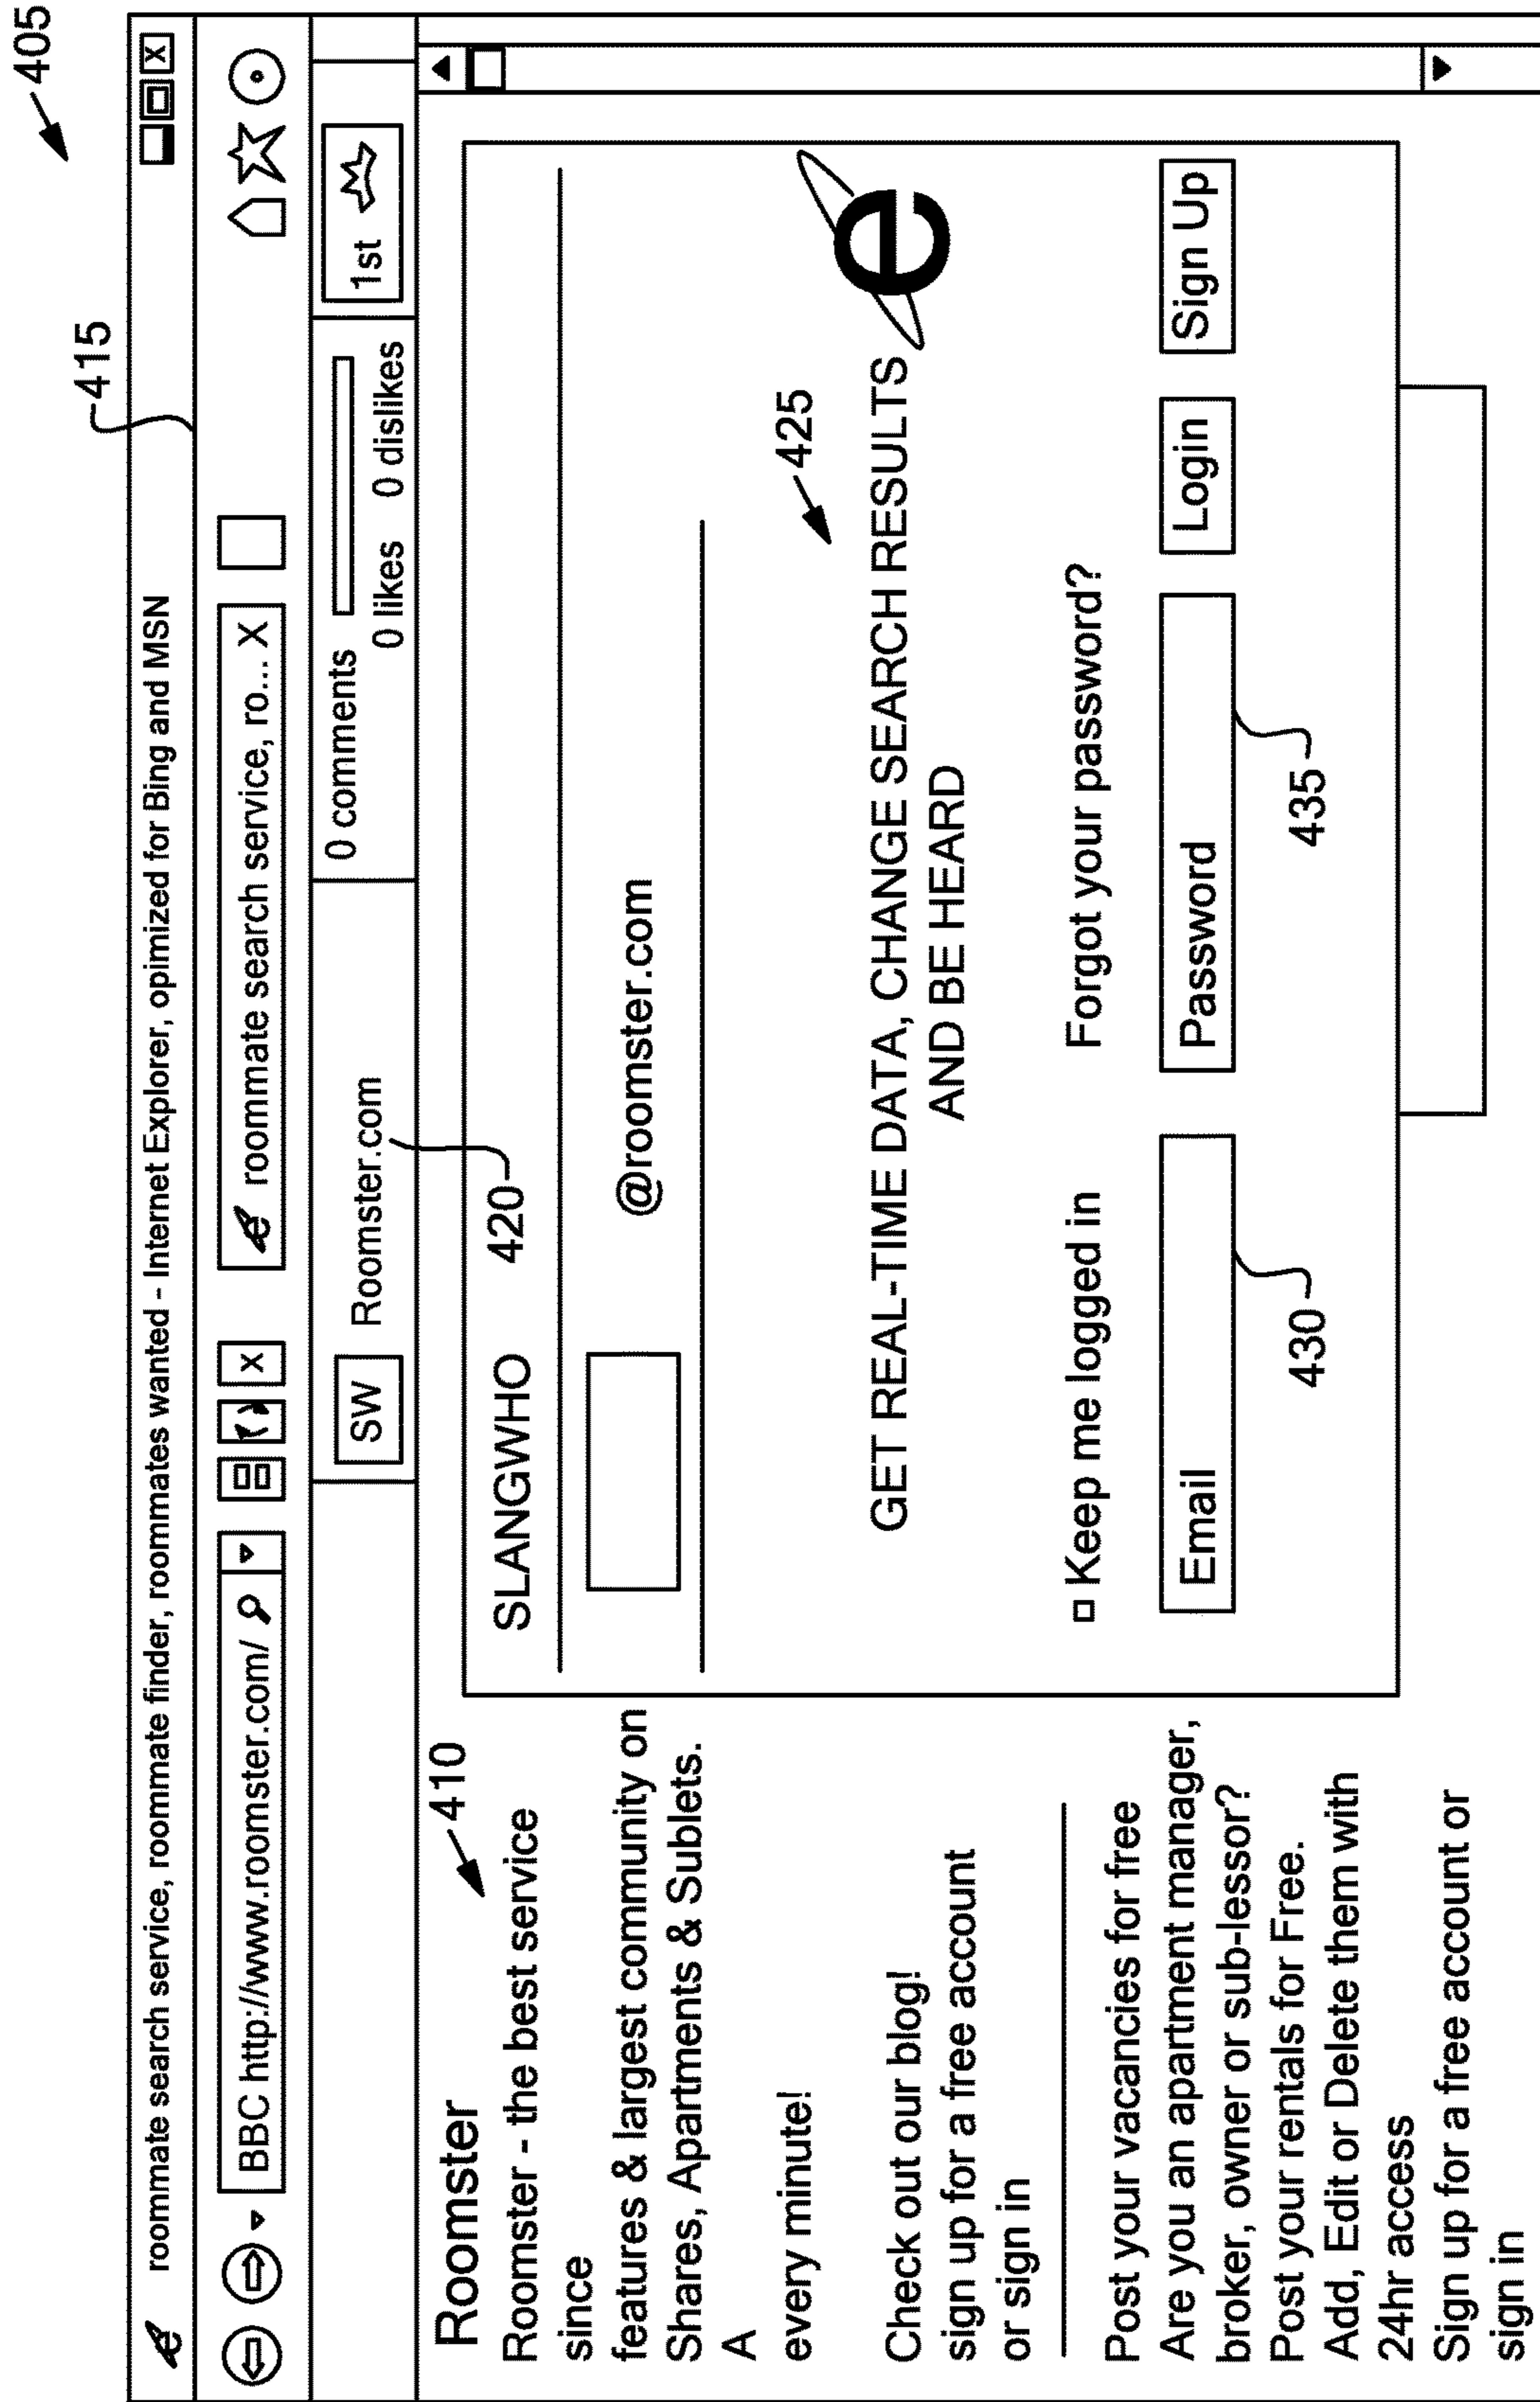 405
415
roommate search service, roommate finder, roommates wanted - Internet Explorer, opimized for Bing and MSN
X
BBC http://www.roomster.com/
X
roommate search service, ro... X
SW
Roomster.com
0 comments
0 likes 0 dislikes
1st
410
Roomster
Roomster - the best service
since
features & largest community on
Shares, Apartments & Sublets.
A
every minute!
Check out our blog!
sign up for a free account
or sign in
Post your vacancies for free
Are you an apartment manager,
broker, owner or sub-lessor?
Post your rentals for Free.
Add, Edit or Delete them with
24hr access
Sign up for a free account or
sign in
SLANGWHO
420
@roomster.com
425
GET REAL-TIME DATA, CHANGE SEARCH RESULTS
AND BE HEARD
e
Keep me logged in
Forgot your password?
Email
Password
Login
Sign Up
430
435